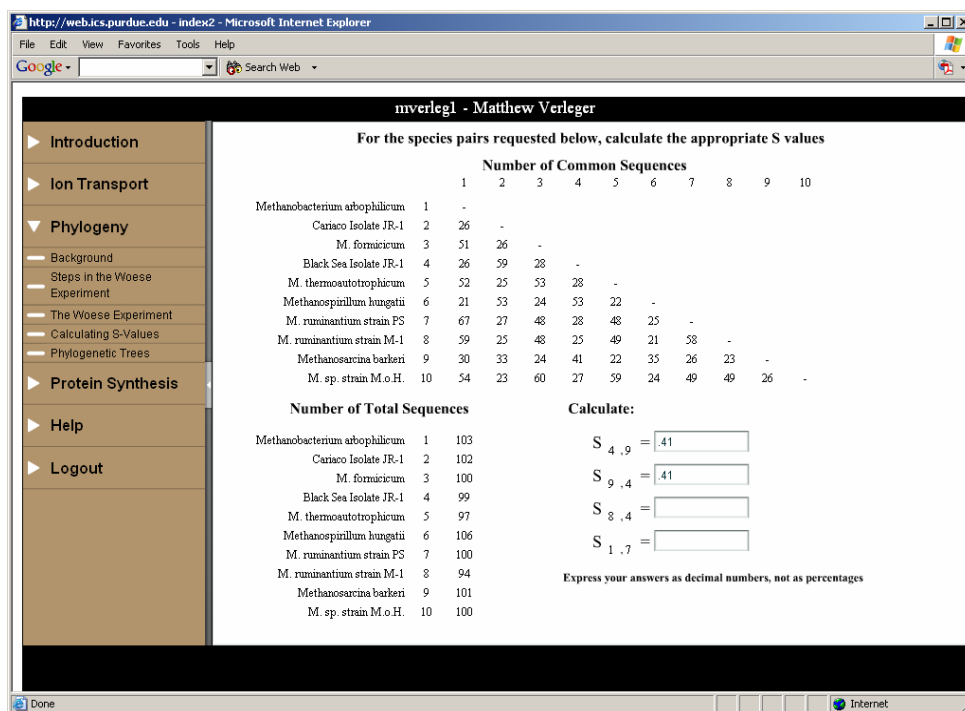 http://web.ics.purdue.edu - index2 - Microsoft Internet Explorer
File Edit View Favorites Tools Help
Google Search Web
mverleg1 - Matthew Verleger
Introduction
Ion Transport
Phylogeny
Background
Steps in the Woese
Experiment
The Woese Experiment
Calculating S-Values
Phylogenetic Trees
Protein Synthesis
Help
Logout
For the species pairs requested below, calculate the appropriate S values
Number of Common Sequences
1 2 3 4 5 6 7 8 9 10
Methanobacterium arbophilicum 1 -
Cariaco Isolate JR-1 2 26 -
M. formicicum 3 51 26 -
Black Sea Isolate JR-1 4 26 59 28 -
M. thermoautotrophicum 5 52 25 53 28 -
Methanospirillum hungatii 6 21 53 24 53 22 -
M. ruminantium strain PS 7 67 27 48 28 48 25 -
M. ruminantium strain M-1 8 59 25 48 25 49 21 58 -
Methanosarcina barkeri 9 30 33 24 41 22 35 26 23 -
M. sp. strain M.o.H. 10 54 23 60 27 59 24 49 49 26 -
Number of Total Sequences
Methanobacterium arbophilicum 1 103
Cariaco Isolate JR-1 2 102
M. formicicum 3 100
Black Sea Isolate JR-1 4 99
M. thermoautotrophicum 5 97
Methanospirillum hungatii 6 106
M. ruminantium strain PS 7 100
M. ruminantium strain M-1 8 94
Methanosarcina barkeri 9 101
M. sp. strain M.o.H. 10 100
Calculate:
S 4 ,9 = .41
S 9 ,4 = .41
S 8 ,4 =
S 1 ,7 =
Express your answers as decimal numbers, not as percentages
Done Internet